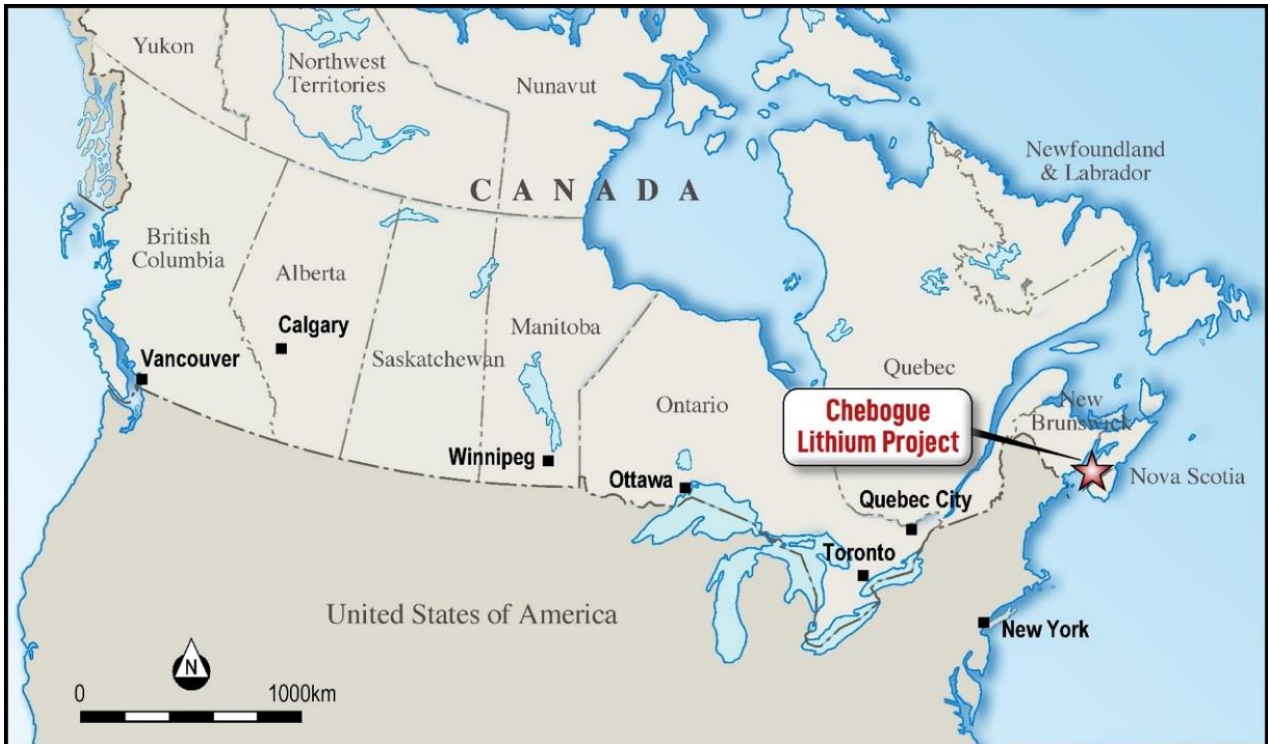 Yukon
Northwest
Territories
Nunavut
Newfoundland
& Labrador
CANADA
British
Columbia
Alberta
Calgary
Manitoba
Vancouver
Saskatchewan
Quebec
New
Brunswick
Ontario
Chebogue
Lithium Project
Winnipeg
Ottawa
Nova Scotia
Quebec City
Toronto
United States of America
New York
N
0 1000km